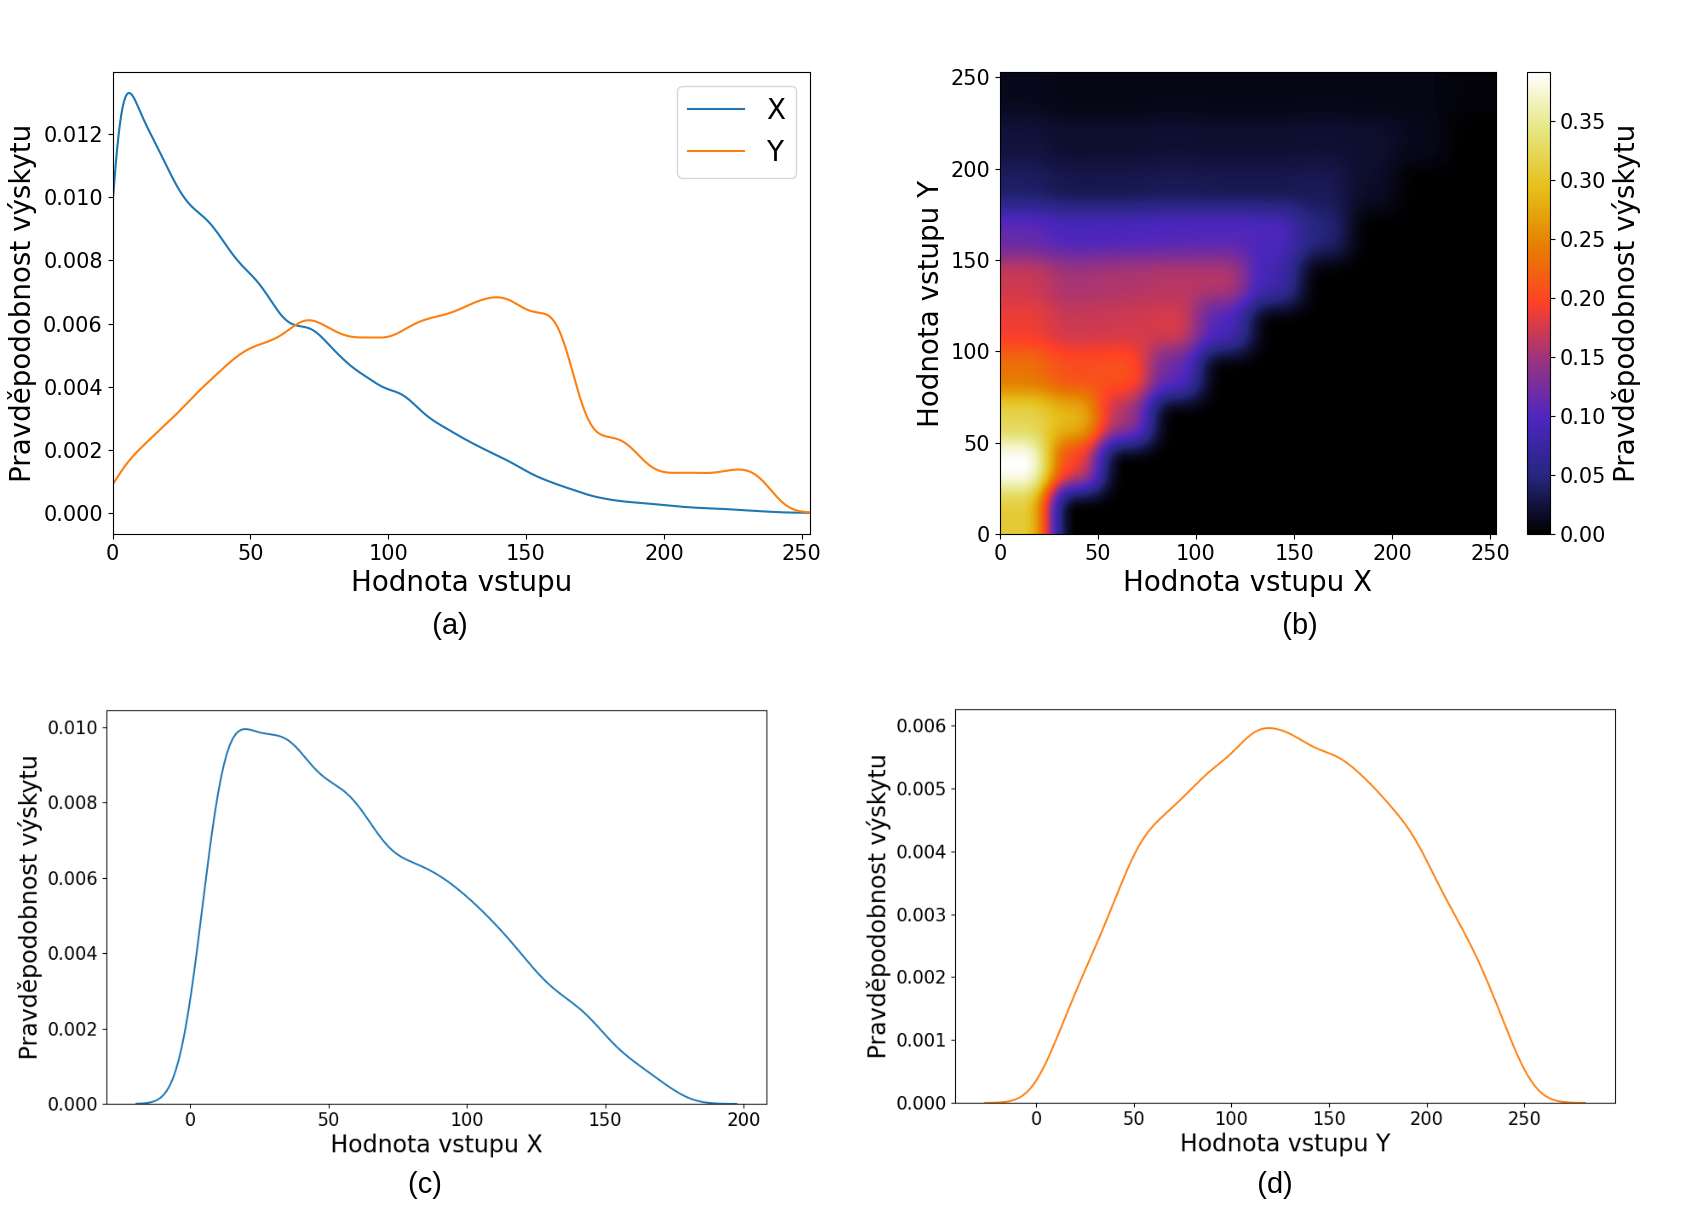 Pravděpodobnost výskytu
0.012
0.010
0.008
0.006
0.004
0.002
0.000
X
Y
0 50 100 150 200 250
Hodnota vstupu
(a)
Hodnota vstupu Y
250
200
150
100
50
0
0 50 100 150 200 250
Hodnota vstupu X
0.35
0.30
0.25
0.20
0.15
0.10
0.05
0.00
Pravděpodobnost výskytu
(b)
Pravděpodobnost výskytu
0.010
0.008
0.006
0.004
0.002
0.000
0 50 100 150 200
Hodnota vstupu X
(c)
Pravděpodobnost výskytu
0.006
0.005
0.004
0.003
0.002
0.001
0.000
0 50 100 150 200 250
Hodnota vstupu Y
(d)